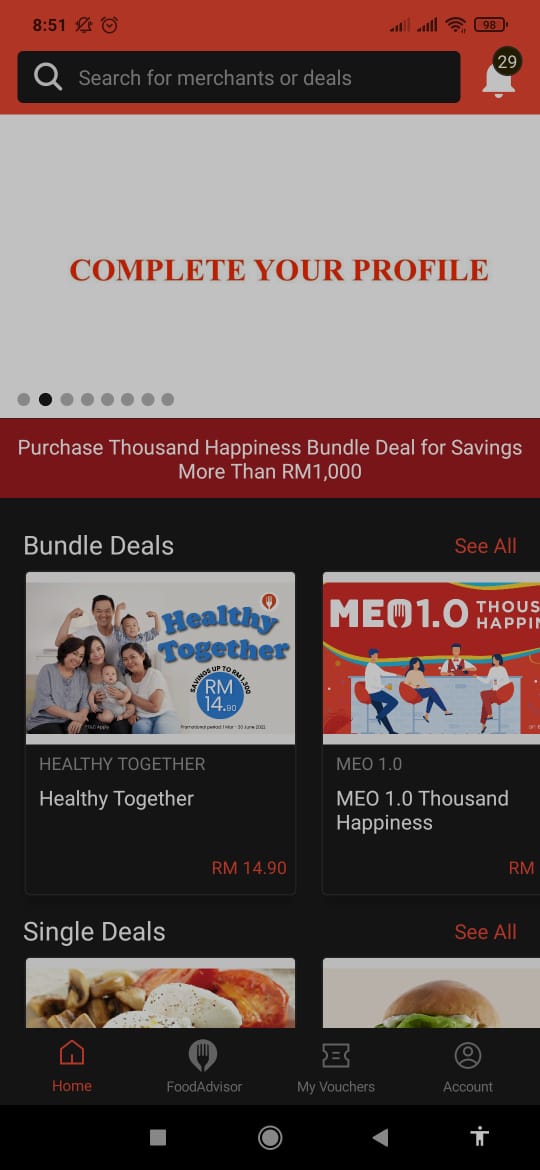 8:51
98
Search for merchants or deals
29
COMPLETE YOUR PROFILE
Purchase Thousand Happiness Bundle Deal for Savings
More Than RM1,000
Bundle Deals
See All
Healthy
Together
SAVINGS UP TO RM1,300
RM
14.90
*T&C Apply
Promotional period: 1 Mar - 30 June 2022
MEO 1.0
THOUS
HAPPIN
HEALTHY TOGETHER
Healthy Together
RM 14.90
MEO 1.0
MEO 1.0 Thousand
Happiness
RM
Single Deals
See All
Home
FoodAdvisor
My Vouchers
Account